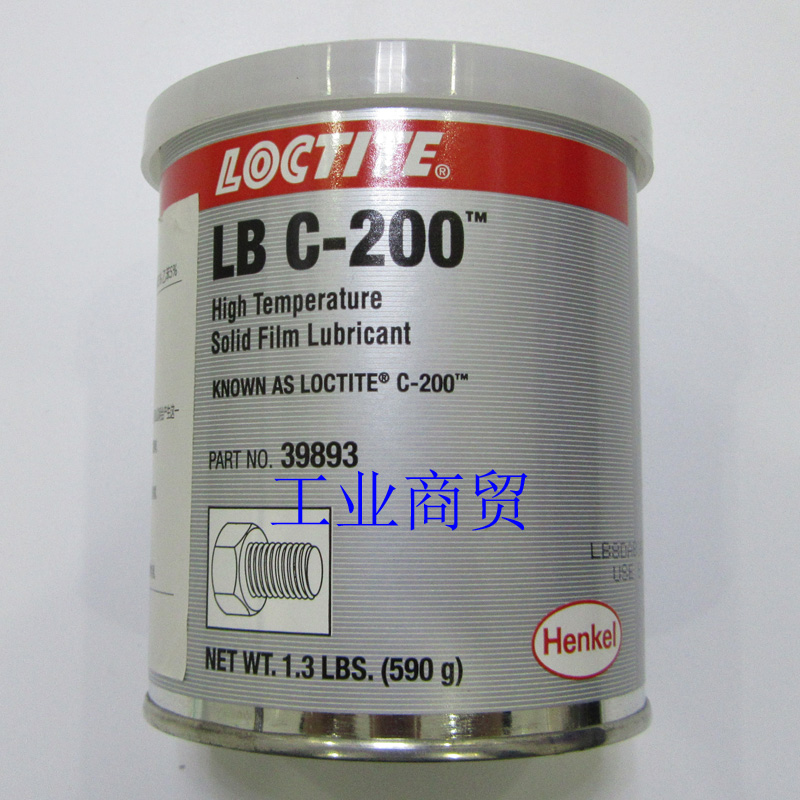 LOCTITE®
LB C-200™
High Temperature
Solid Film Lubricant
KNOWN AS LOCTITE® C-200™
PART NO. 39893
工业商贸
USE
Henkel
NET WT. 1.3 LBS. (590 g)